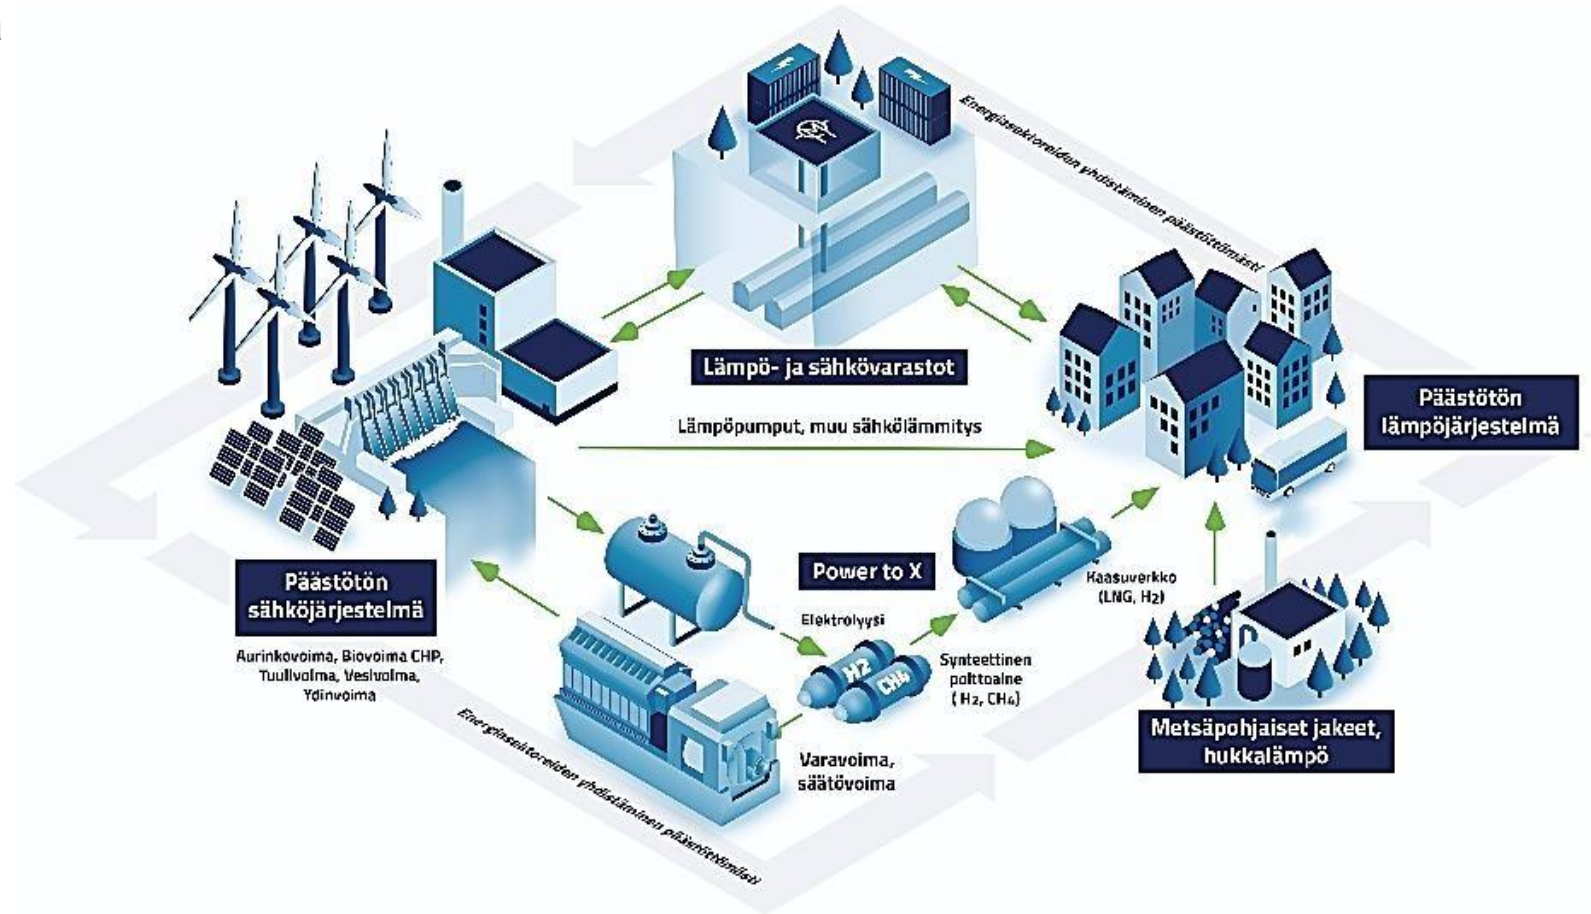 Energiasektoreidun yhdistäminen päästöttömästi
Lämpö- ja sähkövarastot
Lämpöpumput, muu sähkölämmitys
Päästötön
lämpöjärjestelmä
Päästötön
sähköjärjestelmä
Aurinkovoima, Biovoima CHP,
Tuulivoima, Vesivoima,
Ydinvoima
Power to X
Elektrolyysi
H2
CH4
Synteettinen
polttoaine
( H2, CH4)
Kaasuverkko
(LNG, H2)
Varavoima,
säätövoima
Metsäpohjaiset jakeet,
hukkalämpö
Energiasektoreiden yhdistäminen päästöttömästi